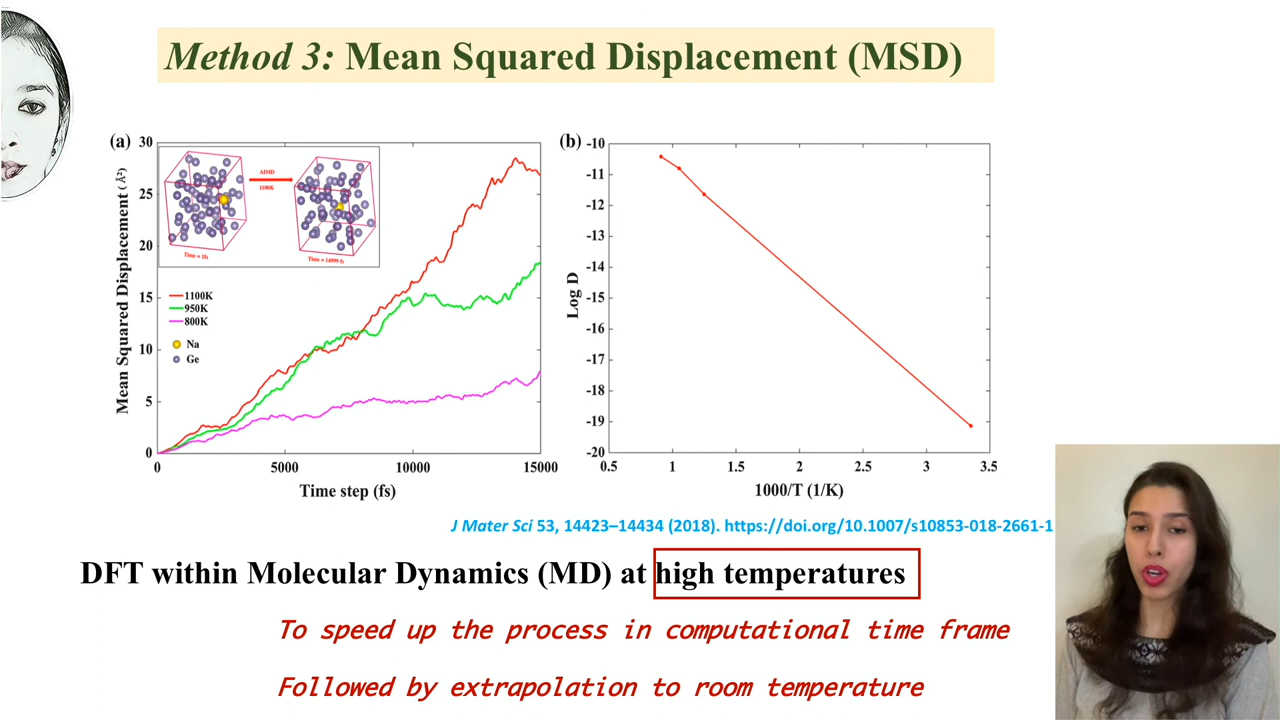 Method 3: Mean Squared Displacement (MSD)
(a)
30
25
20
15
10
5
0
Mean Squared Displacement (Å²)
AIMD
1100K
Time = 1fs
Time = 14999 fs
1100K
950K
800K
Na
Ge
0 5000 10000 15000
Time step (fs)
(b)
-10
-11
-12
-13
-14
-15
-16
-17
-18
-19
-20
Log D
0.5 1 1.5 2 2.5 3 3.5
1000/T (1/K)
J Mater Sci 53, 14423–14434 (2018). https://doi.org/10.1007/s10853-018-2661-1
DFT within Molecular Dynamics (MD) at high temperatures
To speed up the process in computational time frame
Followed by extrapolation to room temperature